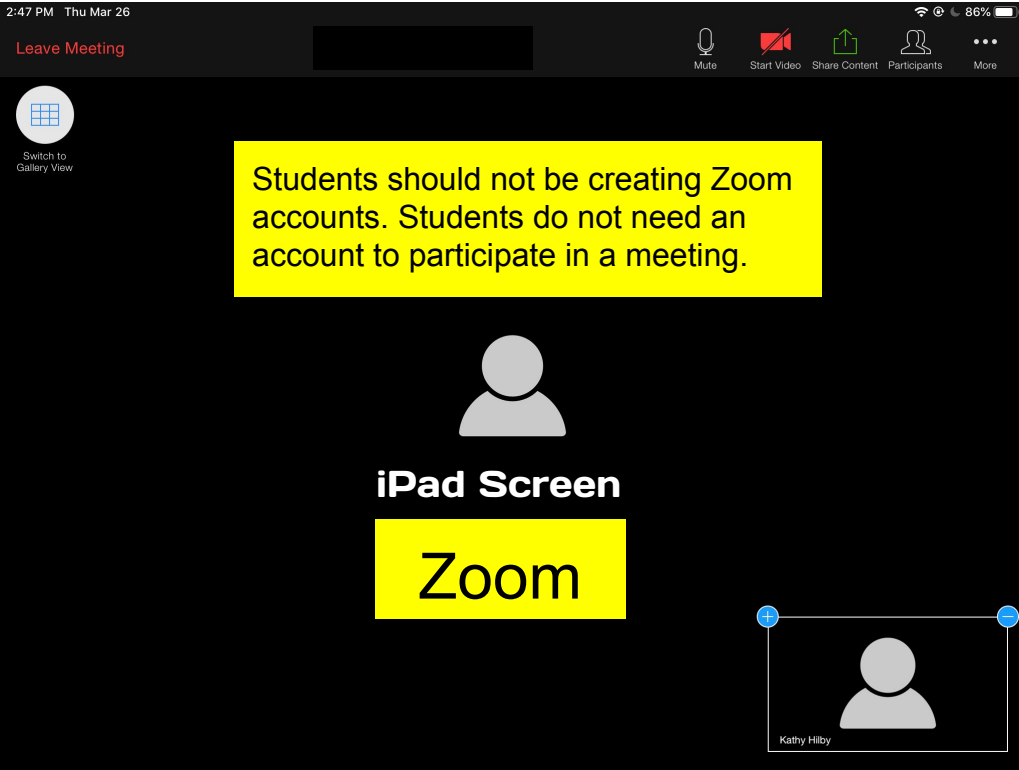 2:47 PM Thu Mar 26
86%
Leave Meeting
Mute
Start Video
Share Content
Participants
More
Switch to
Gallery View
Students should not be creating Zoom
accounts. Students do not need an
account to participate in a meeting.
iPad Screen
Zoom
Kathy Hilby